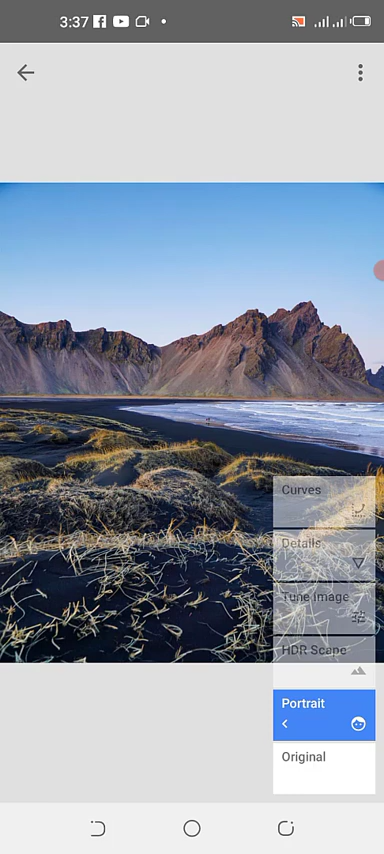 3:37
Curves
Details
Tune Image
HDR Scape
Portrait
Original